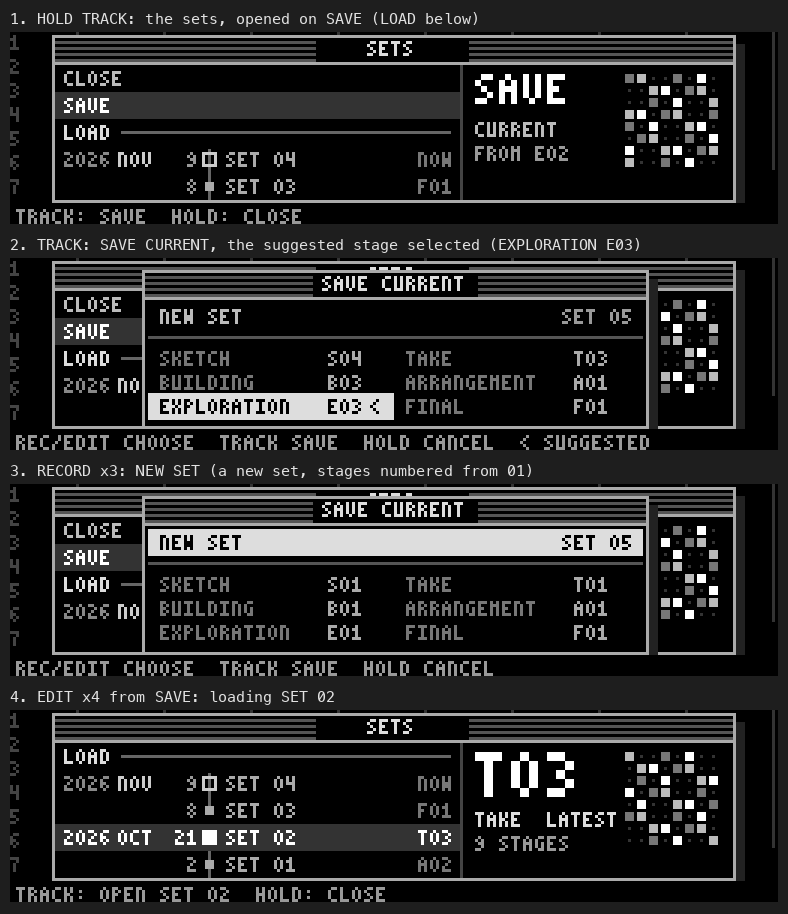 1. HOLD TRACK: the sets, opened on SAVE (LOAD below)
1
2
3
4
5
6
7
SETS
CLOSE
SAVE
LOAD
2026 NOV 9 SET 04 NOW
8 SET 03 F01
SAVE
CURRENT
FROM E02
TRACK: SAVE HOLD: CLOSE
2. TRACK: SAVE CURRENT, the suggested stage selected (EXPLORATION E03)
1
2
3
4
5
6
7
CLOSE
SAVE
LOAD
2026 NO
SAVE CURRENT
NEW SET SET 05
SKETCH S04 TAKE T03
BUILDING B03 ARRANGEMENT A01
EXPLORATION E03 < FINAL F01
REC/EDIT CHOOSE TRACK SAVE HOLD CANCEL < SUGGESTED
3. RECORD x3: NEW SET (a new set, stages numbered from 01)
1
2
3
4
5
6
7
CLOSE
SAVE
LOAD
2026 NO
SAVE CURRENT
NEW SET SET 05
SKETCH S01 TAKE T01
BUILDING B01 ARRANGEMENT A01
EXPLORATION E01 FINAL F01
REC/EDIT CHOOSE TRACK SAVE HOLD CANCEL
4. EDIT x4 from SAVE: loading SET 02
1
2
3
4
5
6
7
SETS
LOAD
2026 NOV 9 SET 04 NOW
8 SET 03 F01
2026 OCT 21 SET 02 T03
2 SET 01 A02
T03
TAKE LATEST
9 STAGES
TRACK: OPEN SET 02 HOLD: CLOSE